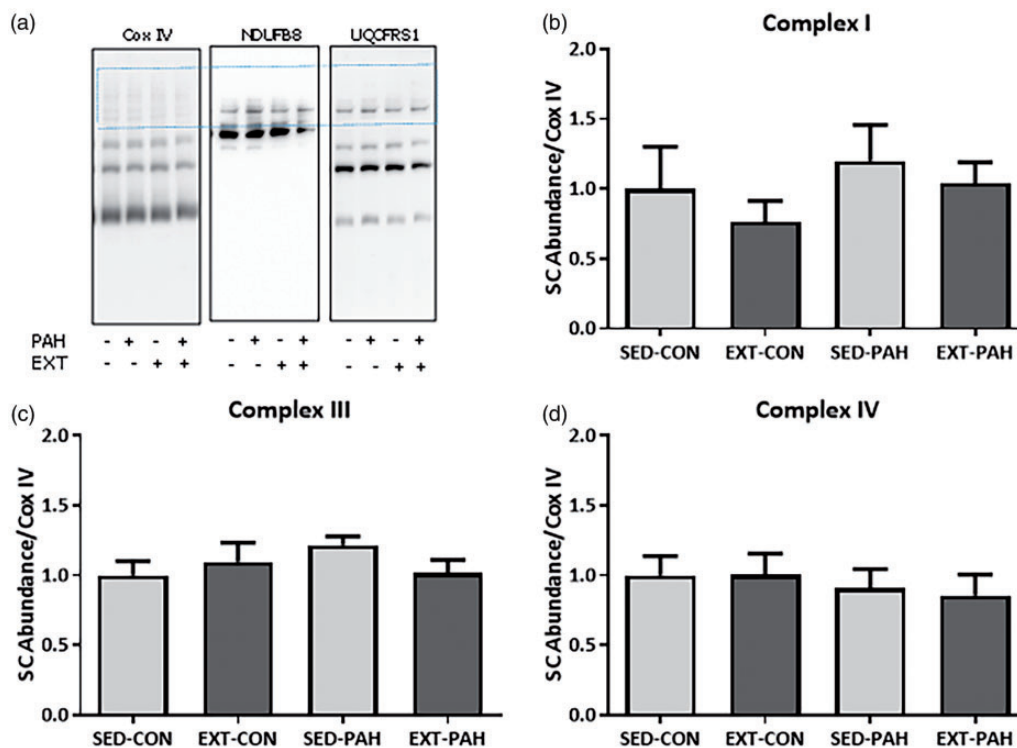 (a)
Cox IV NDUFB8 UQCFRS1
PAH - + - + - + - + - + - +
EXT - - + + - - + + - - + +
(b)
Complex I
SC Abundance/Cox IV
2.0
1.5
1.0
0.5
0.0
SED-CON EXT-CON SED-PAH EXT-PAH
(c)
Complex III
SC Abundance/Cox IV
2.0
1.5
1.0
0.5
0.0
SED-CON EXT-CON SED-PAH EXT-PAH
(d)
Complex IV
SC Abundance/Cox IV
2.0
1.5
1.0
0.5
0.0
SED-CON EXT-CON SED-PAH EXT-PAH